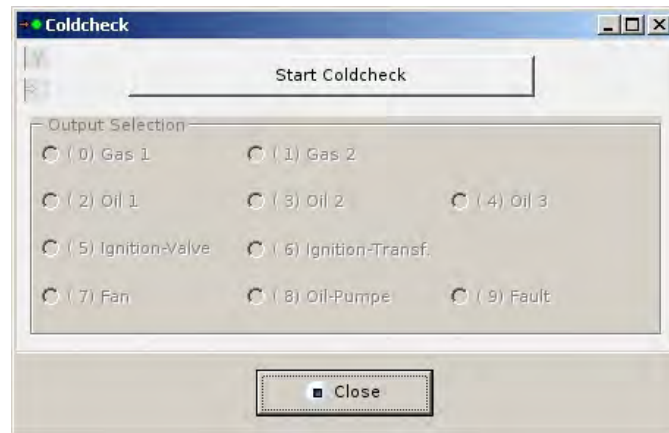 Coldcheck
Start Coldcheck
Output Selection
( 0) Gas 1 ( 1) Gas 2
( 2) Oil 1 ( 3) Oil 2 ( 4) Oil 3
( 5) Ignition-Valve ( 6) Ignition-Transf.
( 7) Fan ( 8) Oil-Pumpe ( 9) Fault
Close